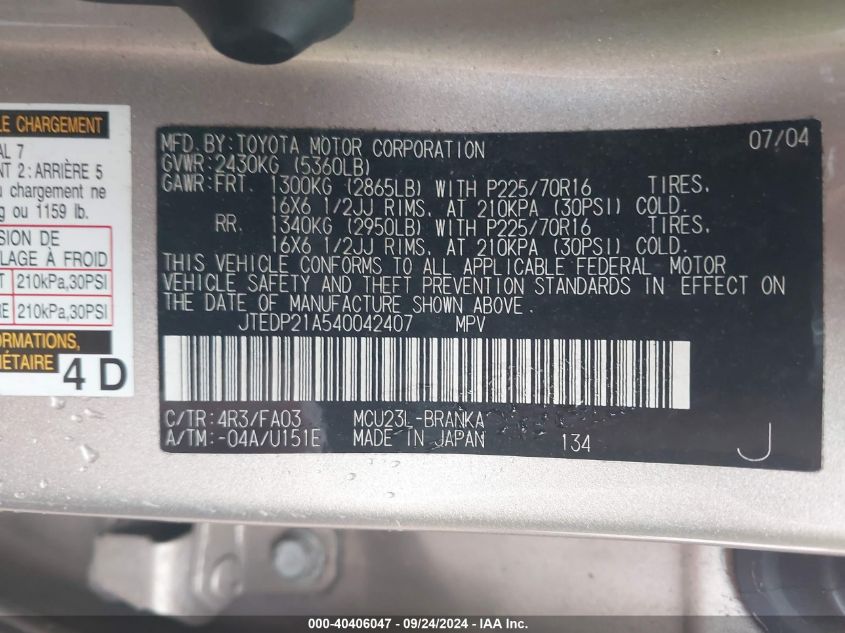 LE CHARGEMENT
AL 7
NT 2: ARRIÈRE 5
u chargement ne
g ou 1159 lb.
SION DE
LAGE À FROID
T 210kPa,30PSI
E 210kPa,30PSI
FORMATIONS,
IÉTAIRE
4 D
MFD. BY: TOYOTA MOTOR CORPORATION 07/04
GVWR: 2430KG (5360LB)
GAWR: FRT. 1300KG (2865LB) WITH P225/70R16 TIRES,
16X6 1/2JJ RIMS, AT 210KPA (30PSI) COLD.
RR. 1340KG (2950LB) WITH P225/70R16 TIRES,
16X6 1/2JJ RIMS, AT 210KPA (30PSI) COLD.
THIS VEHICLE CONFORMS TO ALL APPLICABLE FEDERAL MOTOR
VEHICLE SAFETY AND THEFT PREVENTION STANDARDS IN EFFECT ON
THE DATE OF MANUFACTURE SHOWN ABOVE.
JTEDP21A540042407 MPV
C/TR: 4R3/FA03 MCU23L-BRANKA
A/TM: -04A/U151E MADE IN JAPAN 134 J
000-40406047 - 09/24/2024 - Copyright © IAA, Inc.